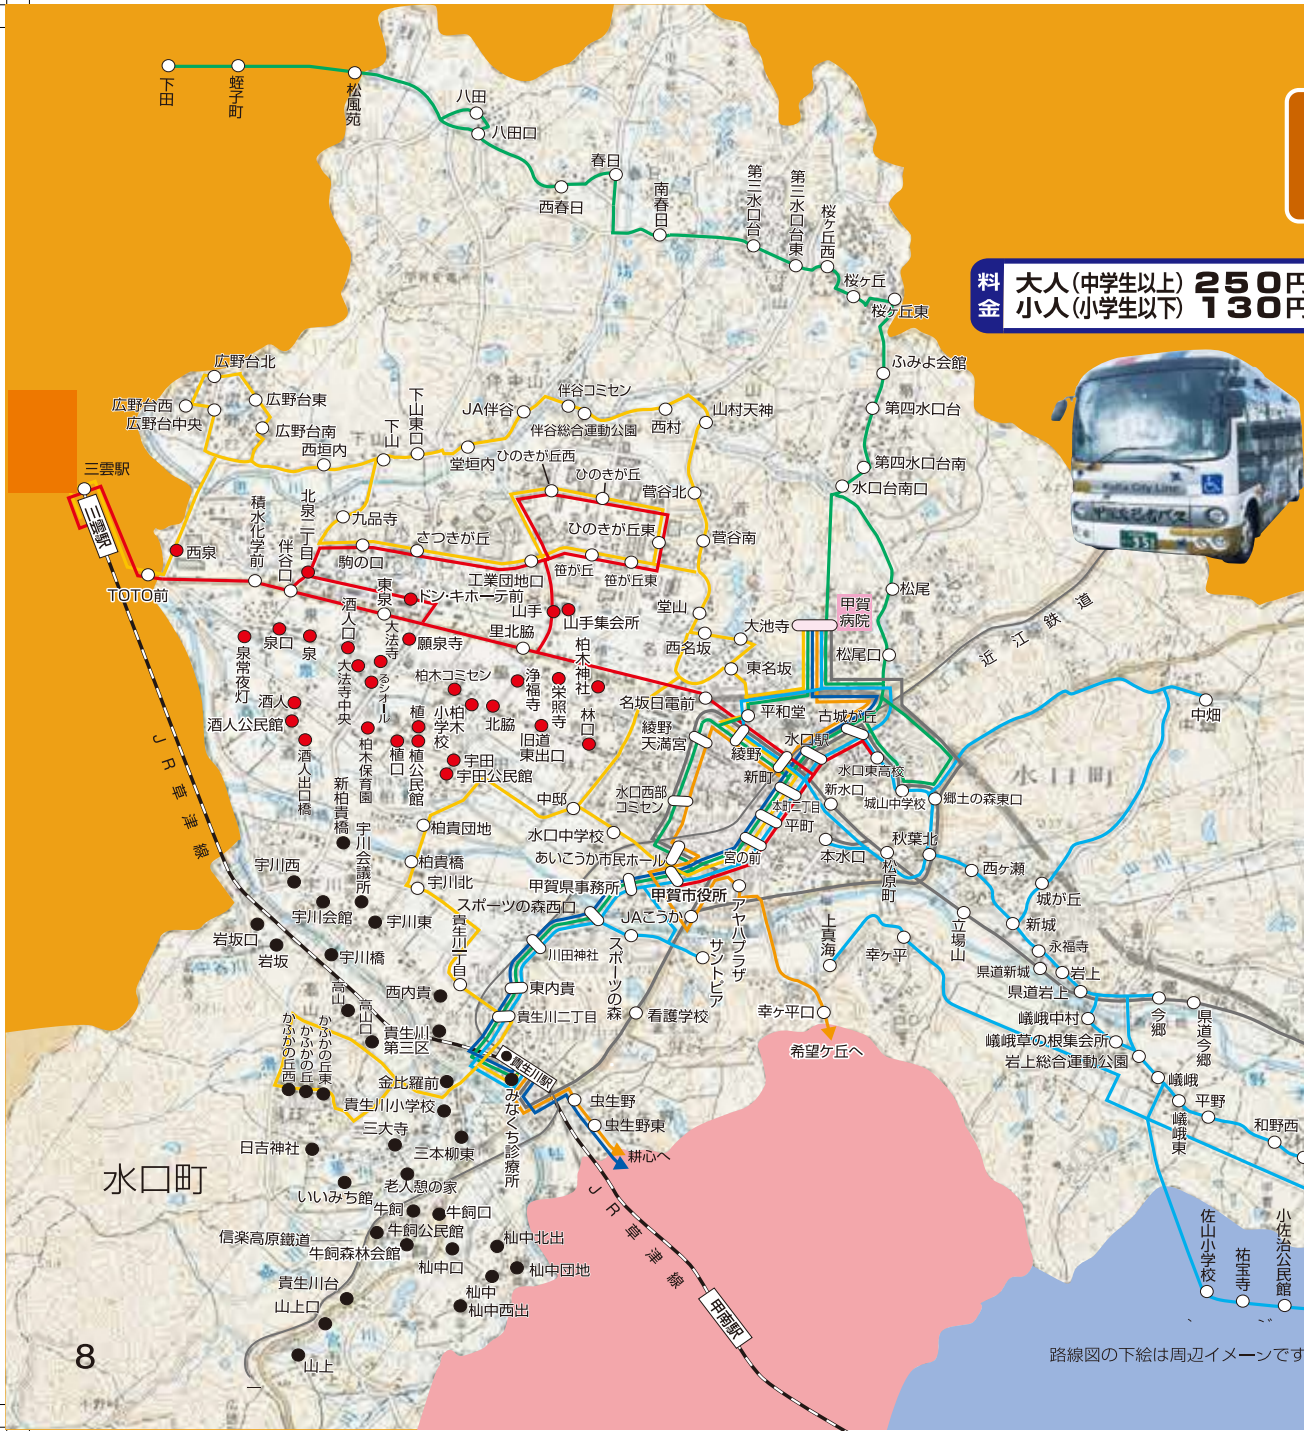 下田
蛭子町
松風苑
八田
八田口
春日
西春日
南春日
第三水口台
第三水口台東
桜ヶ丘西
桜ヶ丘
桜ヶ丘東
料金
大人(中学生以上) 250円
小人(小学生以下) 130円
ふみよ会館
広野台北
広野台西
広野台東
広野台中央
広野台南
西垣内
下山
下山東口
JA伴谷
伴谷コミセン
伴谷総合運動公園
西村
山村天神
第四水口台
堂垣内
ひのきが丘西
ひのきが丘
第四水口台南
水口台南口
三雲駅
三雲駅
積水化学前
北泉二丁目
九品寺
菅谷北
ひのきが丘東
菅谷南
さつきが丘
駒の口
伴谷口
西泉
工業団地口
笹が丘
笹が丘東
TOTO前
東泉
ドン・キホーテ前
山手
山手集会所
堂山
大池寺
甲賀病院
松尾
近江鉄道
酒人口
大法寺
願泉寺
里北脇
西名坂
松尾口
泉常夜灯
泉口
泉
大法寺中央
るシオール
柏木コミセン
浄福寺
栄照寺
柏木神社
東名坂
酒人
酒人公民館
名坂日電前
平和堂
古城が丘
中畑
柏木小学校
北脇
旧道東出口
林口
綾野天満宮
綾野
水口駅
酒人出口橋
柏木保育園
植口
植
植公民館
宇田
宇田公民館
新町
水口東高校
水口町
JR草津線
新柏貴橋
中邸
水口西部コミセン
本町二丁目
新水口
城山中学校
郷土の森東口
宇川会議所
柏貴団地
水口中学校
平町
秋葉北
宇川西
柏貴橋
あいこうか市民ホール
宮の前
本水口
松原町
西ヶ瀬
宇川北
甲賀県事務所
甲賀市役所
城が丘
宇川会館
宇川東
貴生川一丁目
スポーツの森西口
JAこうか
アヤハプラザ
上真海
立場山
新城
岩坂口
岩坂
宇川橋
川田神社
スポーツの森
サントピア
幸ヶ平
永福寺
県道新城
岩上
県道岩上
高山
高山口
西内貴
東内貴
貴生川二丁目
看護学校
幸ヶ平口
今郷
県道今郷
かふかの丘西
かふかの丘
かふかの丘東
貴生川第三区
希望ケ丘へ
嶬峨中村
嶬峨草の根集会所
岩上総合運動公園
貴生川駅
金比羅前
貴生川小学校
みなくち診療所
虫生野
虫生野東
嶬峨
嶬峨東
平野
和野西
日吉神社
三大寺
三本柳東
耕心へ
水口町
老人憩の家
いいみち館
牛飼
牛飼口
JR草津線
佐山小学校
祐宝寺
小佐治公民館
信楽高原鐵道
牛飼公民館
牛飼森林会館
杣中北出
杣中口
杣中団地
杣中
杣中西出
貴生川台
山上口
甲南駅
山上
8
路線図の下絵は周辺イメージです